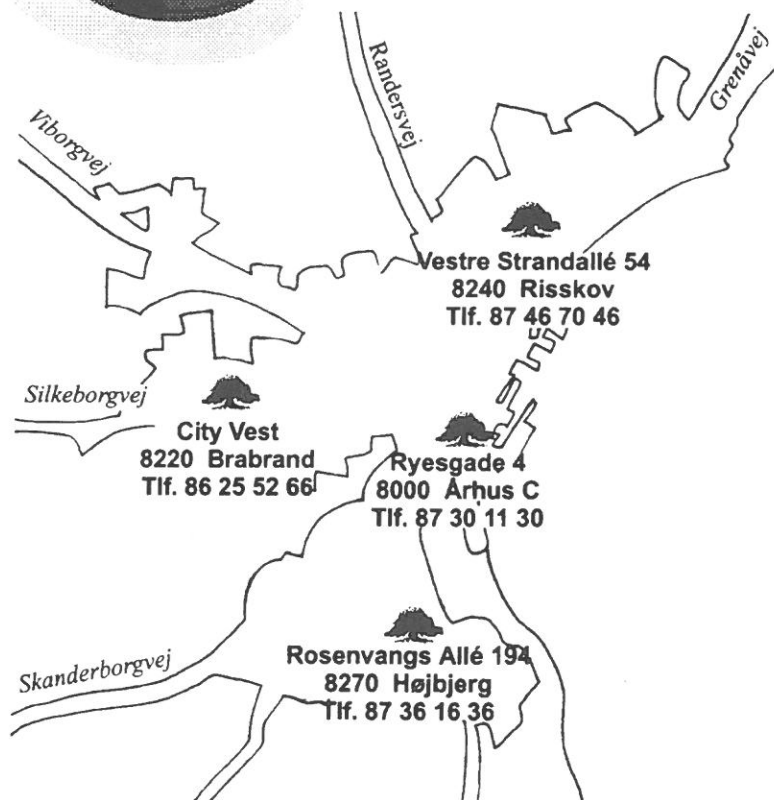 Viborgvej
Randersvej
Grenåvej
Vestre Strandallé 54
8240 Risskov
Tlf. 87 46 70 46
Silkeborgvej
City Vest
8220 Brabrand
Tlf. 86 25 52 66
Ryesgade 4
8000 Århus C
Tlf. 87 30 11 30
Rosenvangs Allé 194
8270 Højbjerg
Tlf. 87 36 16 36
Skanderborgvej